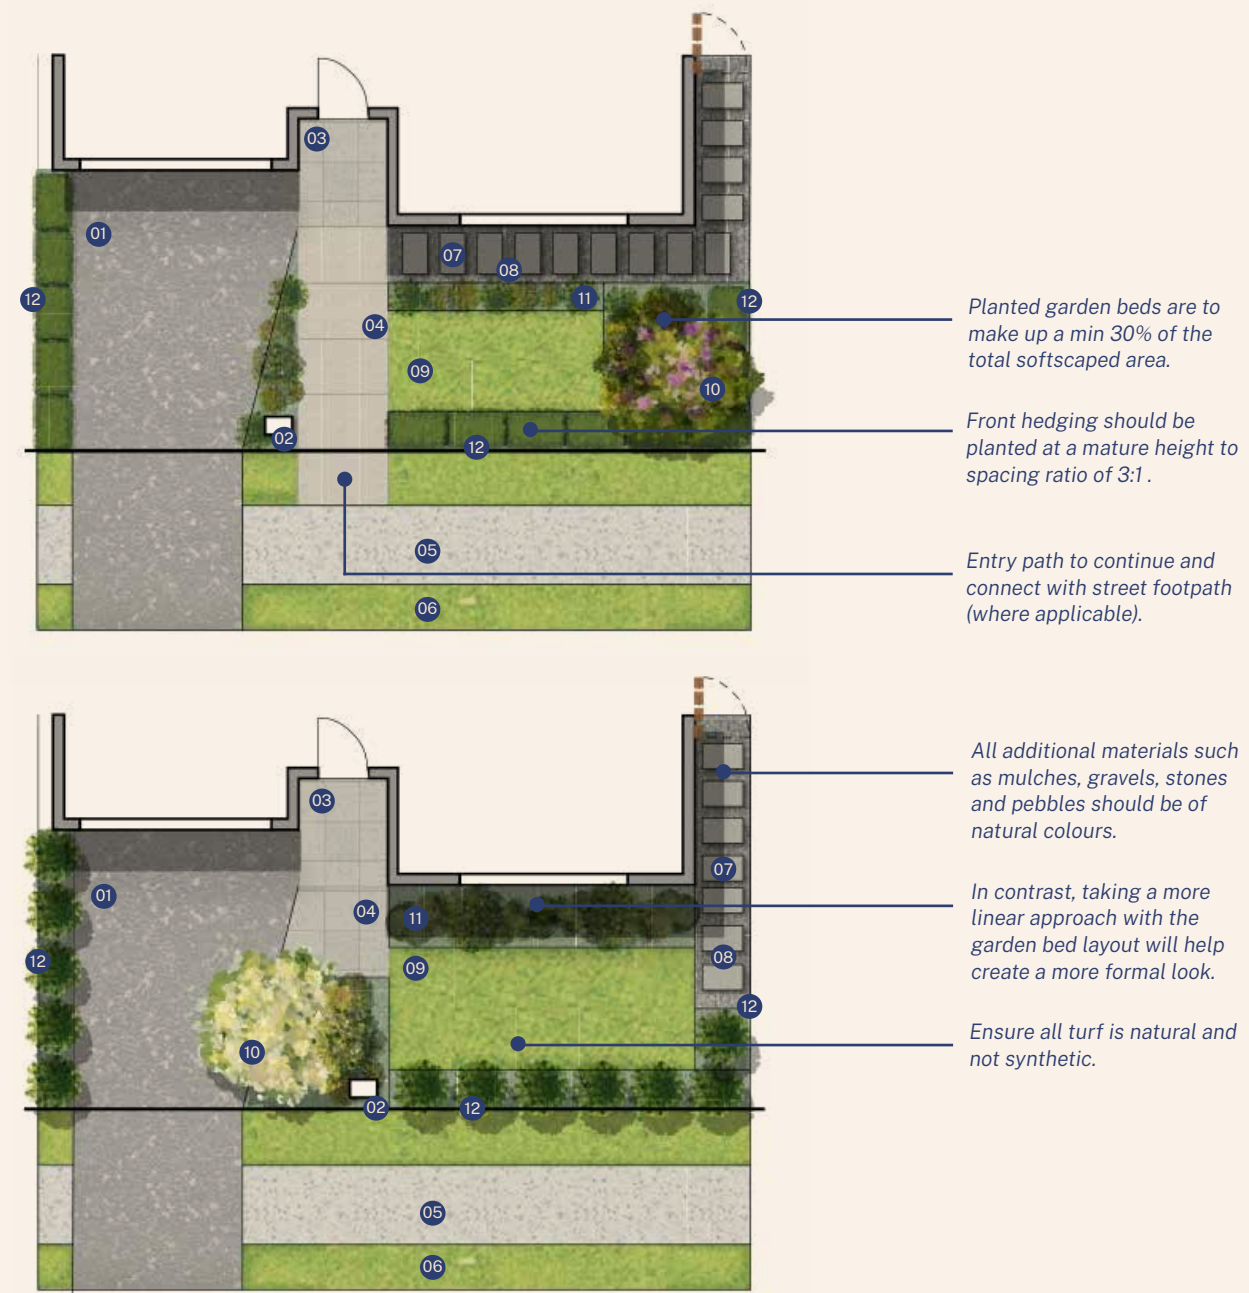 03
01
07
08
12
11
12
04
09
10
02
12
05
06
Planted garden beds are to
make up a min 30% of the
total softscaped area.
Front hedging should be
planted at a mature height to
spacing ratio of 3:1 .
Entry path to continue and
connect with street footpath
(where applicable).
03
01
07
04
11
08
12
09
12
10
02
12
05
06
All additional materials such
as mulches, gravels, stones
and pebbles should be of
natural colours.
In contrast, taking a more
linear approach with the
garden bed layout will help
create a more formal look.
Ensure all turf is natural and
not synthetic.